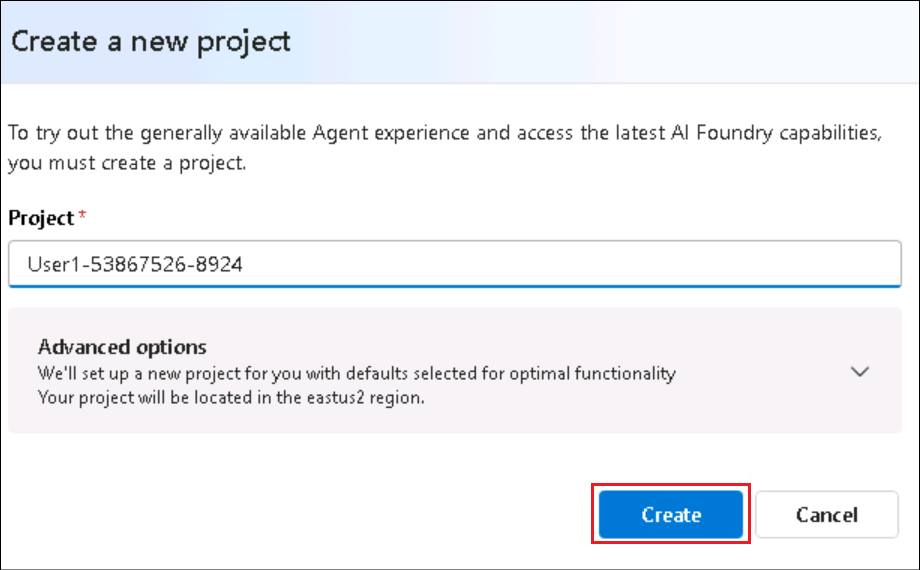 Create a new project
To try out the generally available Agent experience and access the latest AI Foundry capabilities,
you must create a project.
Project *
User1-53867526-8924
Advanced options
We'll set up a new project for you with defaults selected for optimal functionality
Your project will be located in the eastus2 region.
Create
Cancel